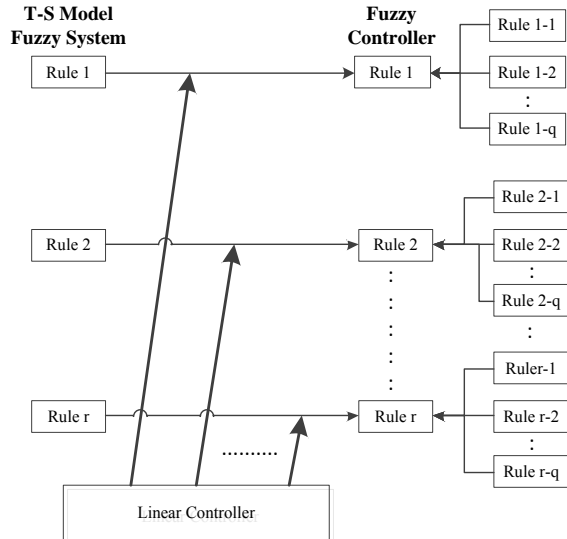 T-S Model
Fuzzy System
Fuzzy
Controller
Rule 1-1
Rule 1
Rule 1
Rule 1-2
:
Rule 1-q
Rule 2-1
Rule 2
Rule 2
Rule 2-2
:
Rule 2-q
:
:
:
:
:
:
Ruler-1
Rule r
Rule r
Rule r-2
:
Rule r-q
..........
Linear Controller